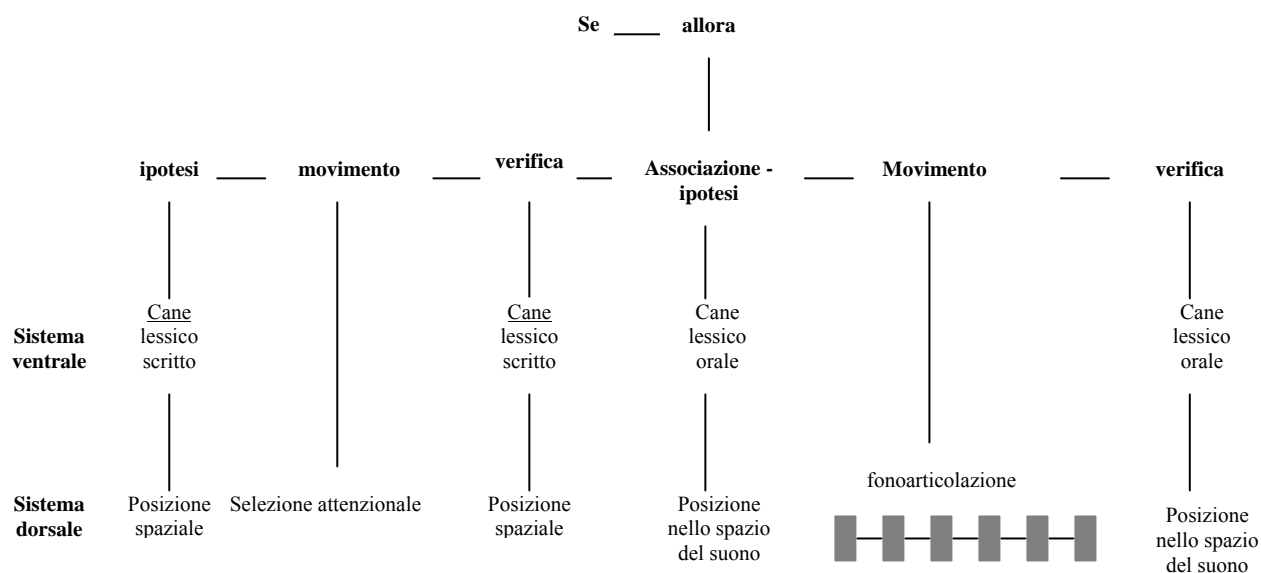 Se allora
ipotesi movimento verifica Associazione - Movimento verifica
ipotesi
Sistema
ventrale
Cane
lessico
scritto
Cane
lessico
scritto
Cane
lessico
orale
Cane
lessico
orale
Sistema
dorsale
Posizione
spaziale
Selezione attenzionale
Posizione
spaziale
Posizione
nello spazio
del suono
fonoarticolazione
Posizione
nello spazio
del suono